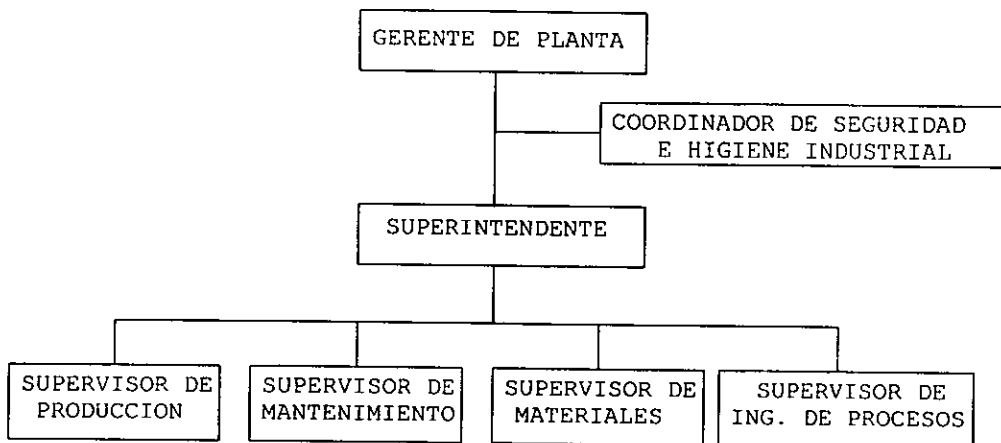 GERENTE DE PLANTA
COORDINADOR DE SEGURIDAD
E HIGIENE INDUSTRIAL
SUPERINTENDENTE
SUPERVISOR DE
PRODUCCION
SUPERVISOR DE
MANTENIMIENTO
SUPERVISOR DE
MATERIALES
SUPERVISOR DE
ING. DE PROCESOS